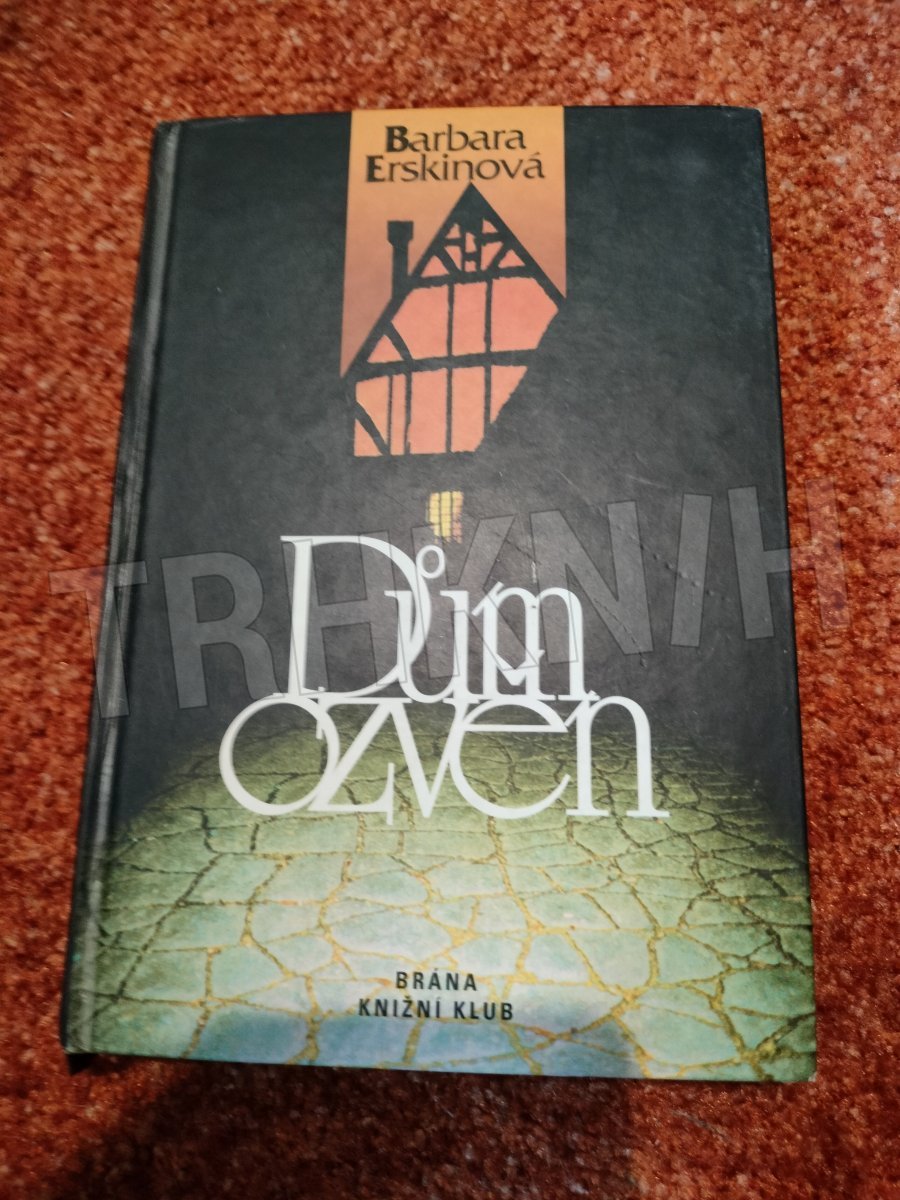 Barbara
Erskinová
TRHKNIH
Dům
ozvěn
BRÁNA
KNIŽNÍ KLUB